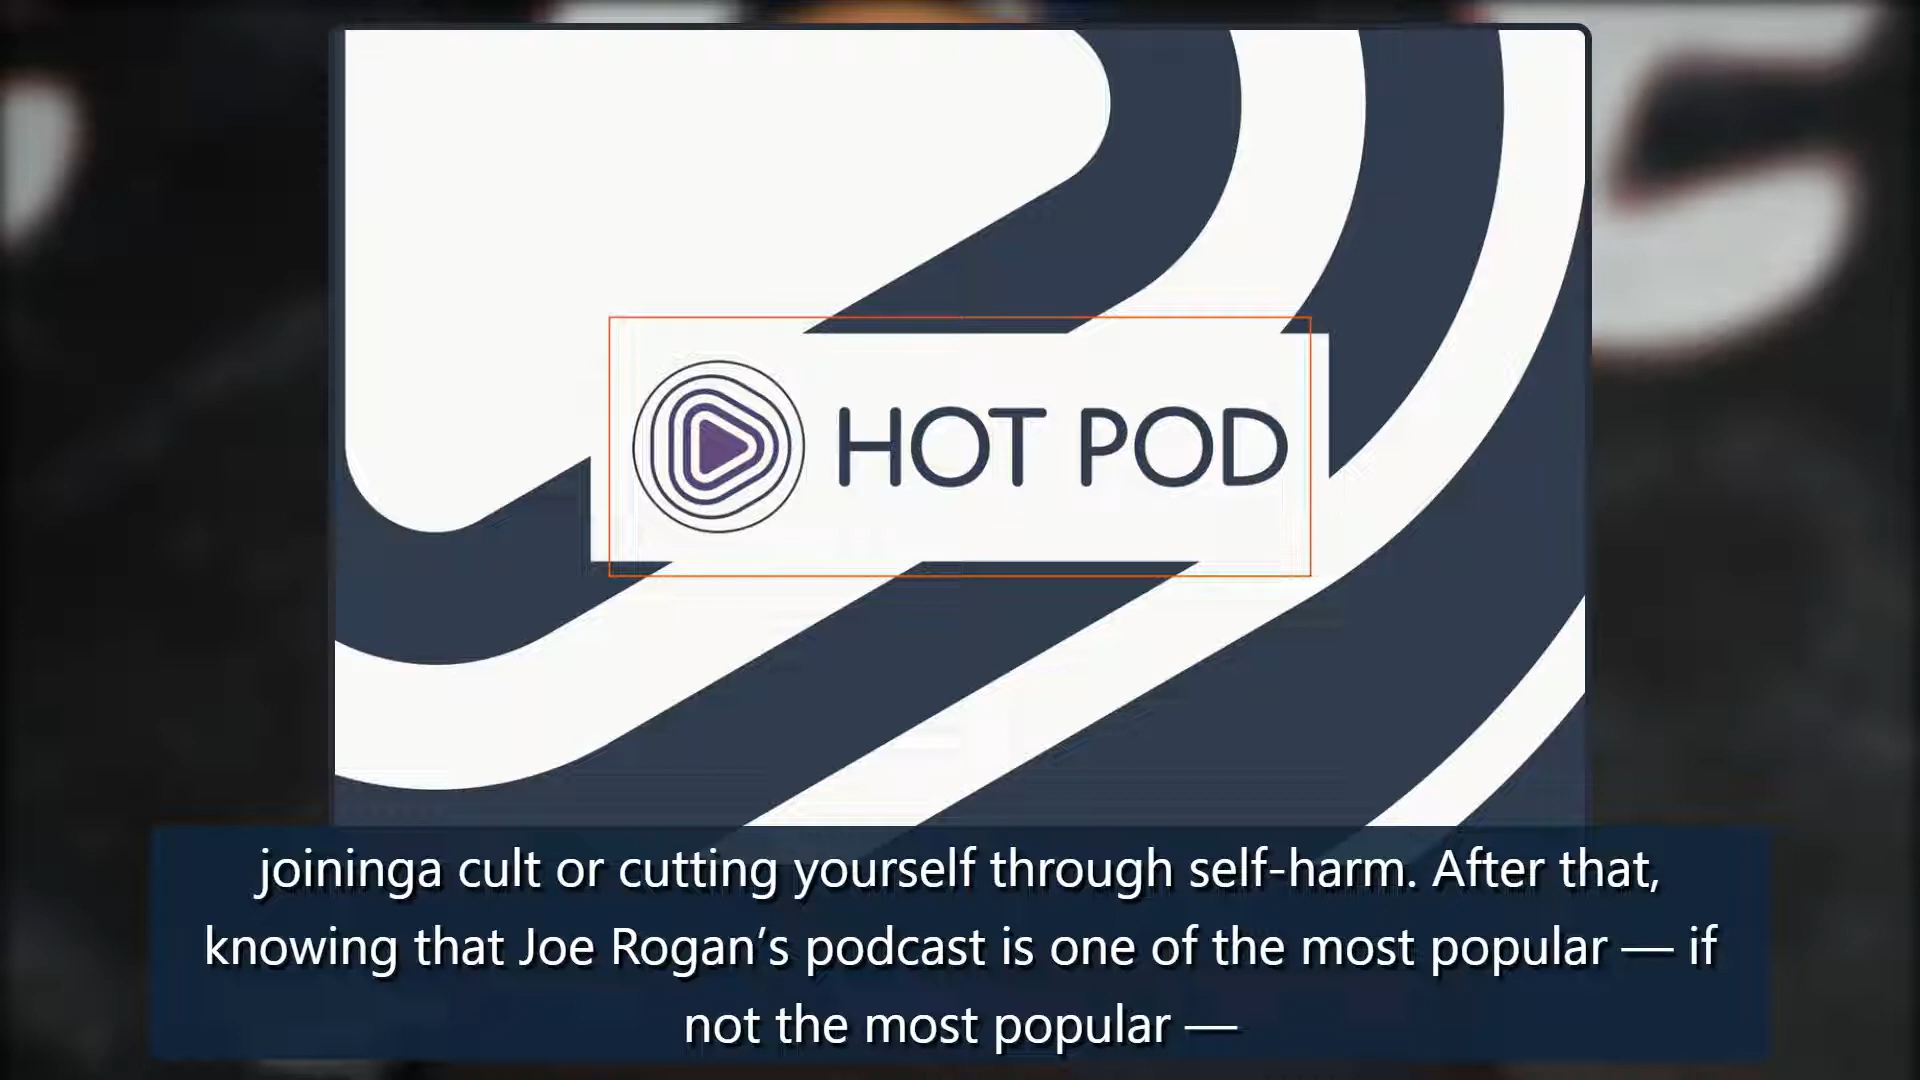 HOT POD
joininga cult or cutting yourself through self-harm. After that,
knowing that Joe Rogan’s podcast is one of the most popular — if
not the most popular —